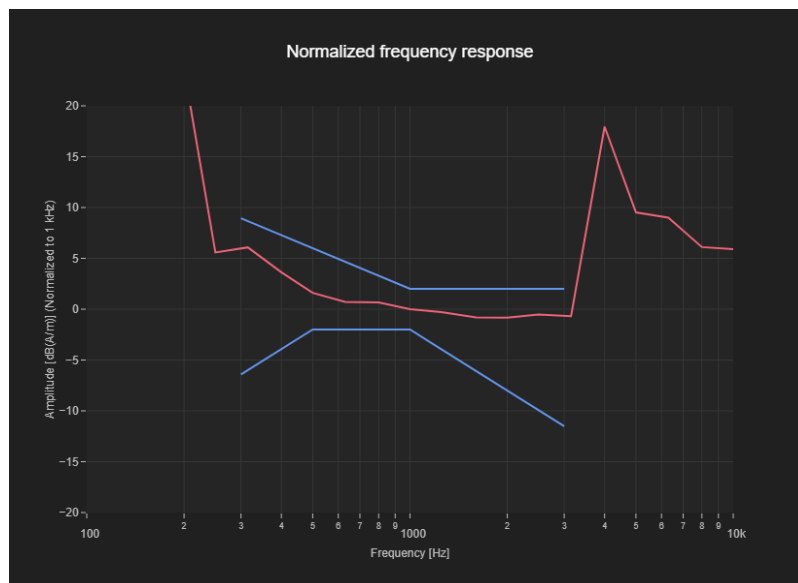 Normalized frequency response
20
15
10
5
0
−5
−10
−15
−20
Amplitude [dB(A/m)] (Normalized to 1 kHz)
100 2 3 4 5 6 7 8 9 1000 2 3 4 5 6 7 8 9 10k
Frequency [Hz]